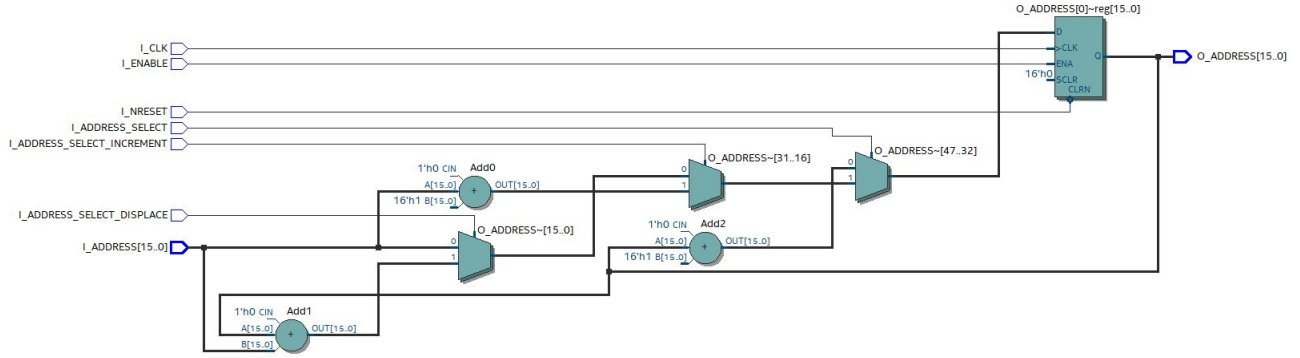 O_ADDRESS[0]~reg[15..0]
I_CLK
I_ENABLE
D
CLK
ENA
16'h0 SCLR
CLRN
Q
O_ADDRESS[15..0]
I_NRESET
I_ADDRESS_SELECT
I_ADDRESS_SELECT_INCREMENT
O_ADDRESS~[31..16]
0
1
O_ADDRESS~[47..32]
0
1
Add0
1'h0 CIN
A[15..0]
16'h1 B[15..0]
OUT[15..0]
I_ADDRESS_SELECT_DISPLACE
I_ADDRESS[15..0]
O_ADDRESS~[15..0]
0
1
Add2
1'h0 CIN
A[15..0]
16'h1 B[15..0]
OUT[15..0]
Add1
1'h0 CIN
A[15..0]
B[15..0]
OUT[15..0]
+
+
+